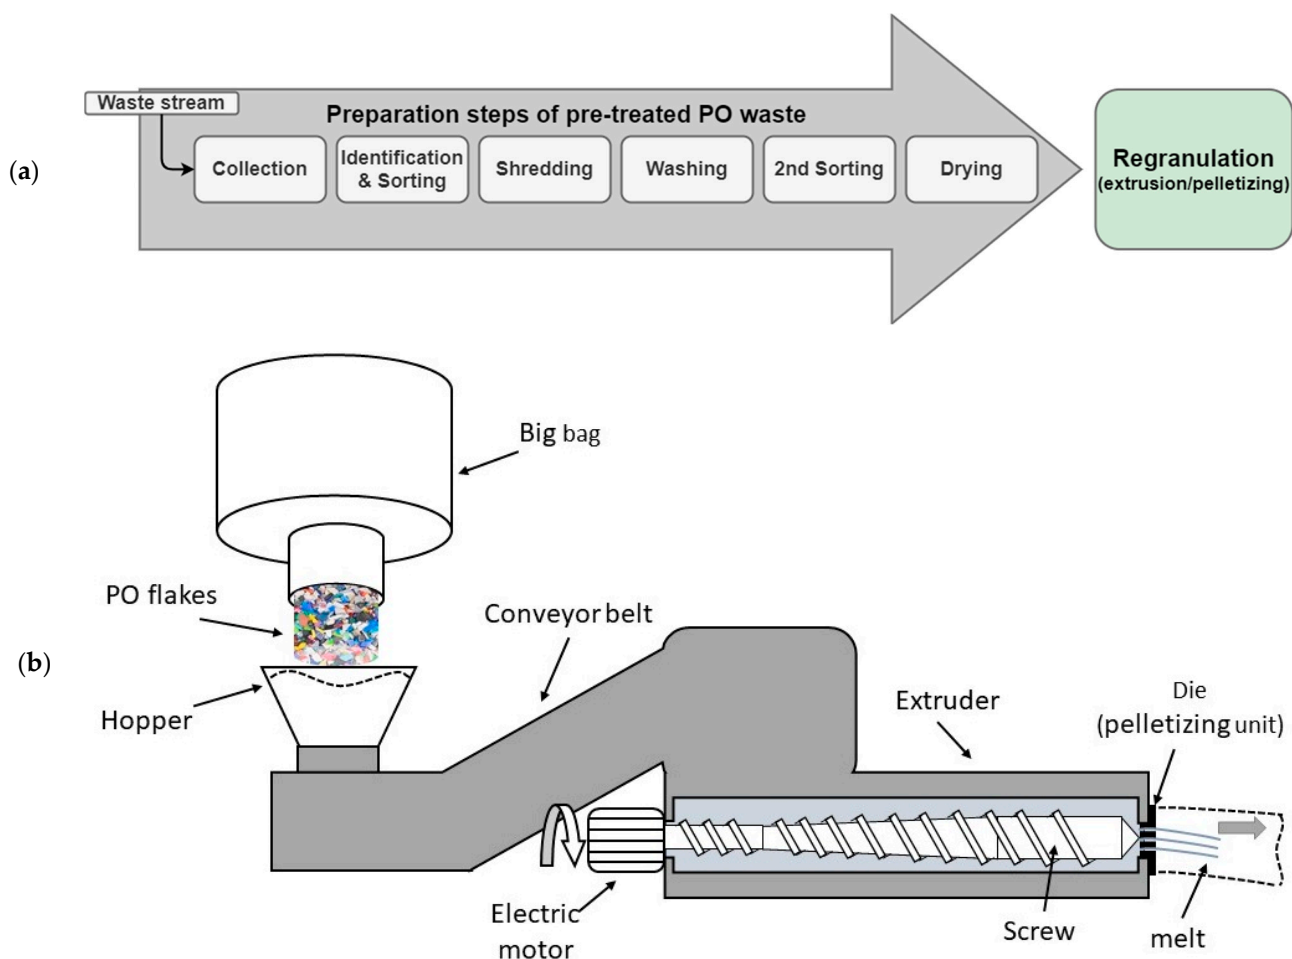 (a)
Waste stream
Preparation steps of pre-treated PO waste
Collection
Identification
& Sorting
Shredding
Washing
2nd Sorting
Drying
Regranulation
(extrusion/pelletizing)
(b)
Big bag
PO flakes
Conveyor belt
Hopper
Extruder
Die
(pelletizing unit)
Electric
motor
Screw
melt